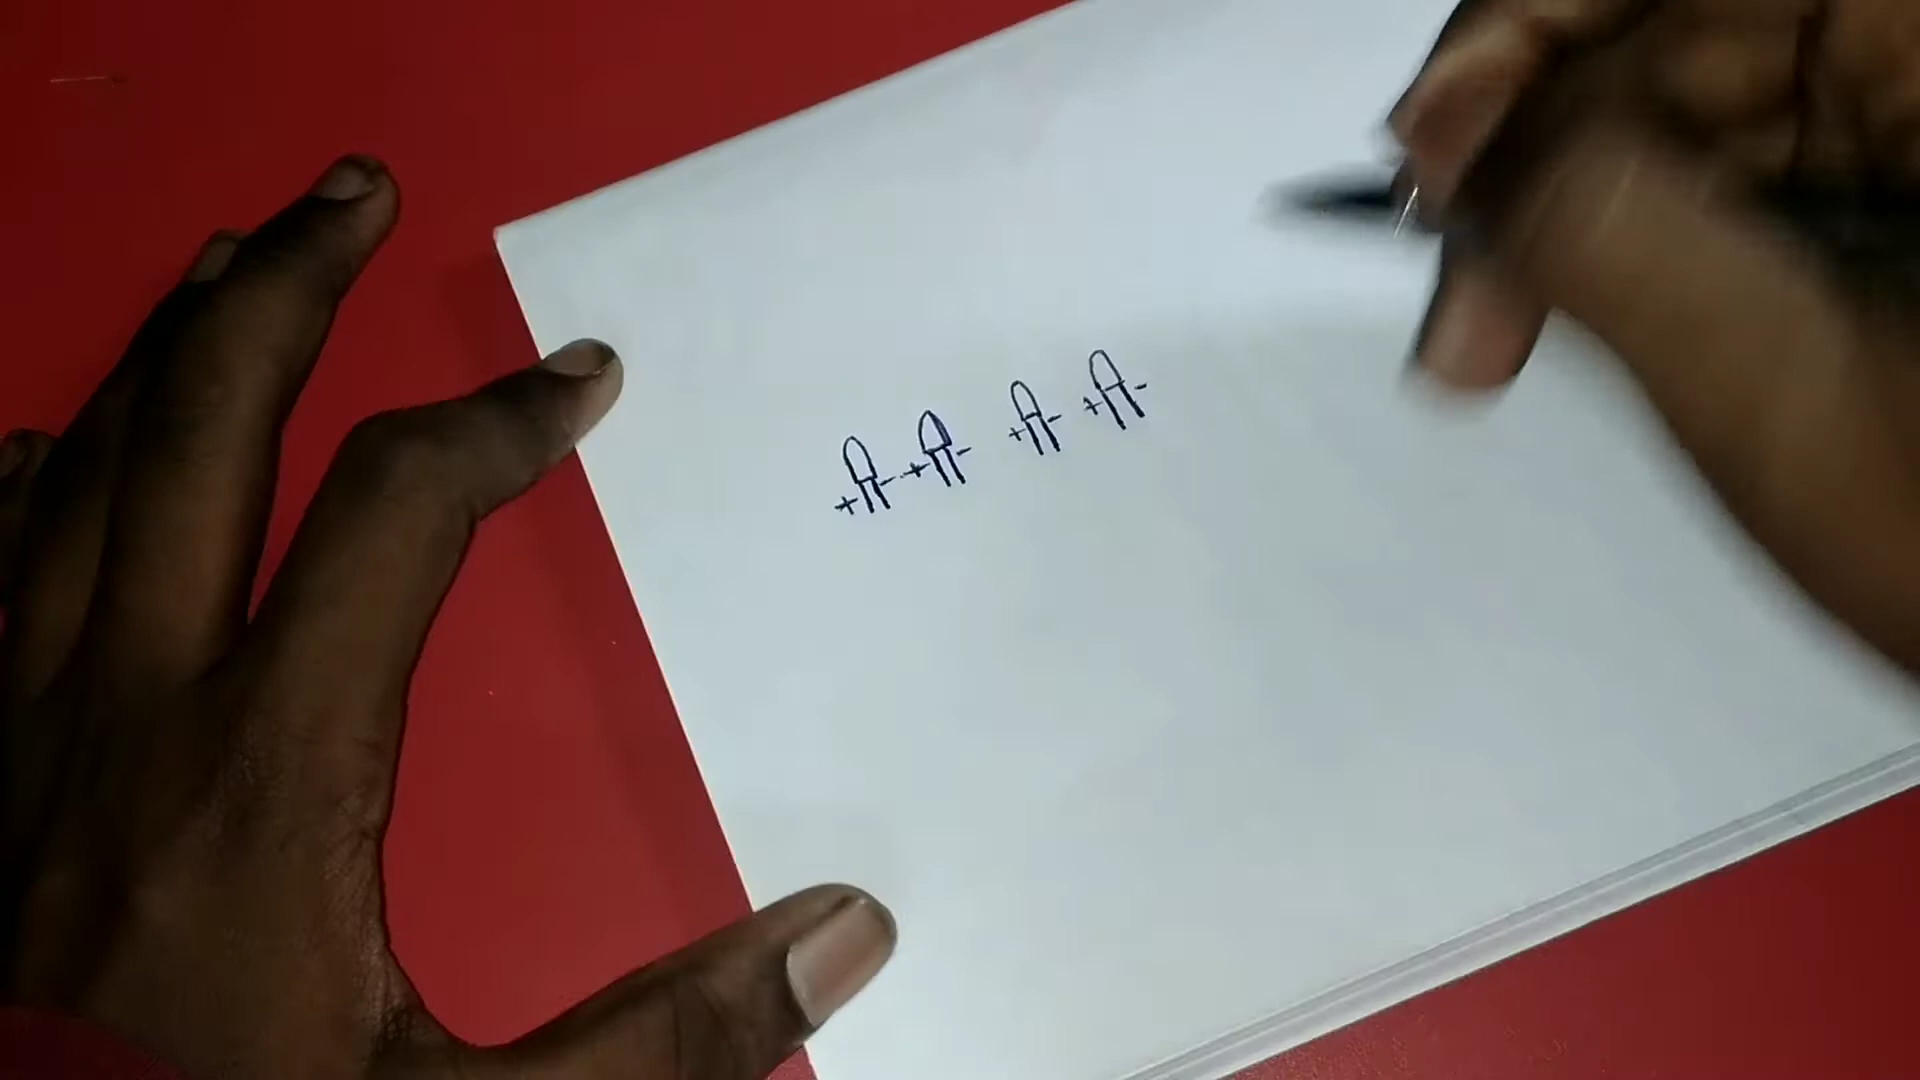 + - + - + - + -